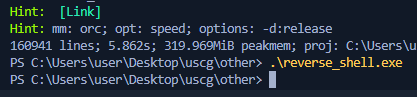 Hint:  [Link]
Hint: mm: orc; opt: speed; options: -d:release
160941 lines; 5.862s; 319.969MiB peakmem; proj: C:\Users\u
PS C:\Users\user\Desktop\uscg\other> .\reverse_shell.exe
PS C:\Users\user\Desktop\uscg\other>